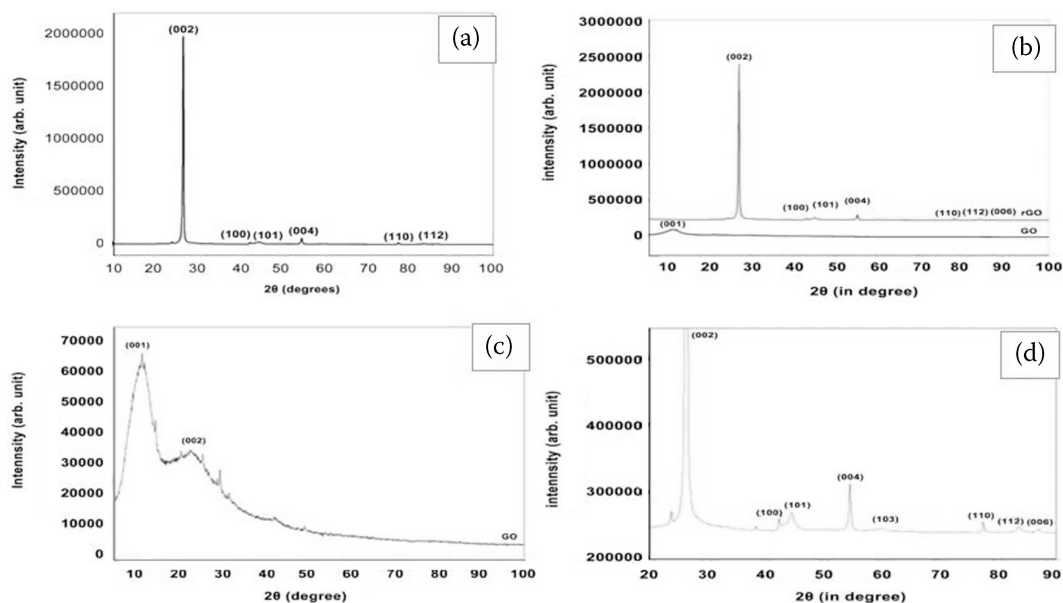 (a)
Intennsity (arb. unit)
2000000
1500000
1000000
500000
0
(002)
(100)
(101)
(004)
(110)
(112)
10 20 30 40 50 60 70 80 90 100
2θ (degrees)
(b)
intennsity (arb. unit)
3000000
2500000
2000000
1500000
1000000
500000
0
(002)
(100)
(101)
(004)
(110)
(112)
(006)
rGO
(001)
GO
10 20 30 40 50 60 70 80 90 100
2θ (in degree)
(c)
Intennsity (arb. unit)
70000
60000
50000
40000
30000
20000
10000
0
(001)
(002)
GO
10 20 30 40 50 60 70 80 90 100
2θ (degree)
(d)
intennsity (arb. unit)
500000
400000
300000
200000
(002)
(100)
(101)
(004)
(103)
(110)
(112)
(006)
20 30 40 50 60 70 80 90
2θ (in degree)